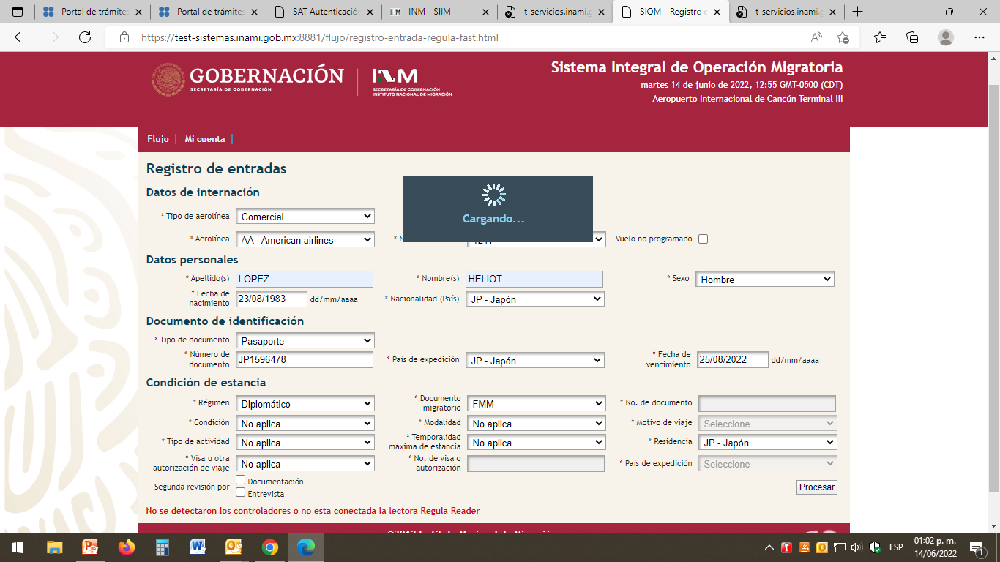 Portal de trámites
Portal de trámites
SAT Autenticación
INM - SIIM
t-servicios.inami.g
SIOM - Registro d
t-servicios.inami.g
https://test-sistemas.inami.gob.mx:8881/flujo/registro-entrada-regula-fast.html
GOBERNACIÓN
SECRETARÍA DE GOBERNACIÓN
INM
SECRETARÍA DE GOBERNACIÓN
INSTITUTO NACIONAL DE MIGRACIÓN
Sistema Integral de Operación Migratoria
martes 14 de junio de 2022, 12:55 GMT-0500 (CDT)
Aeropuerto Internacional de Cancún Terminal III
Flujo | Mi cuenta |
Registro de entradas
Datos de internación
Cargando...
* Tipo de aerolínea Comercial
* Aerolínea AA - American airlines Vuelo no programado
Datos personales
* Apellido(s) LOPEZ * Nombre(s) HELIOT * Sexo Hombre
* Fecha de nacimiento 23/08/1983 dd/mm/aaaa * Nacionalidad (País) JP - Japón
Documento de identificación
* Tipo de documento Pasaporte
* Número de documento JP1596478 * País de expedición JP - Japón * Fecha de vencimiento 25/08/2022 dd/mm/aaaa
Condición de estancia
* Régimen Diplomático * Documento migratorio FMM * No. de documento
* Condición No aplica * Modalidad No aplica * Motivo de viaje Seleccione
* Tipo de actividad No aplica * Temporalidad máxima de estancia No aplica * Residencia JP - Japón
* Visa u otra autorización de viaje No aplica * No. de visa o autorización * País de expedición Seleccione
Segunda revisión por Documentación
Entrevista
Procesar
No se detectaron los controladores o no esta conectada la lectora Regula Reader
ESP
01:02 p. m.
14/06/2022
1